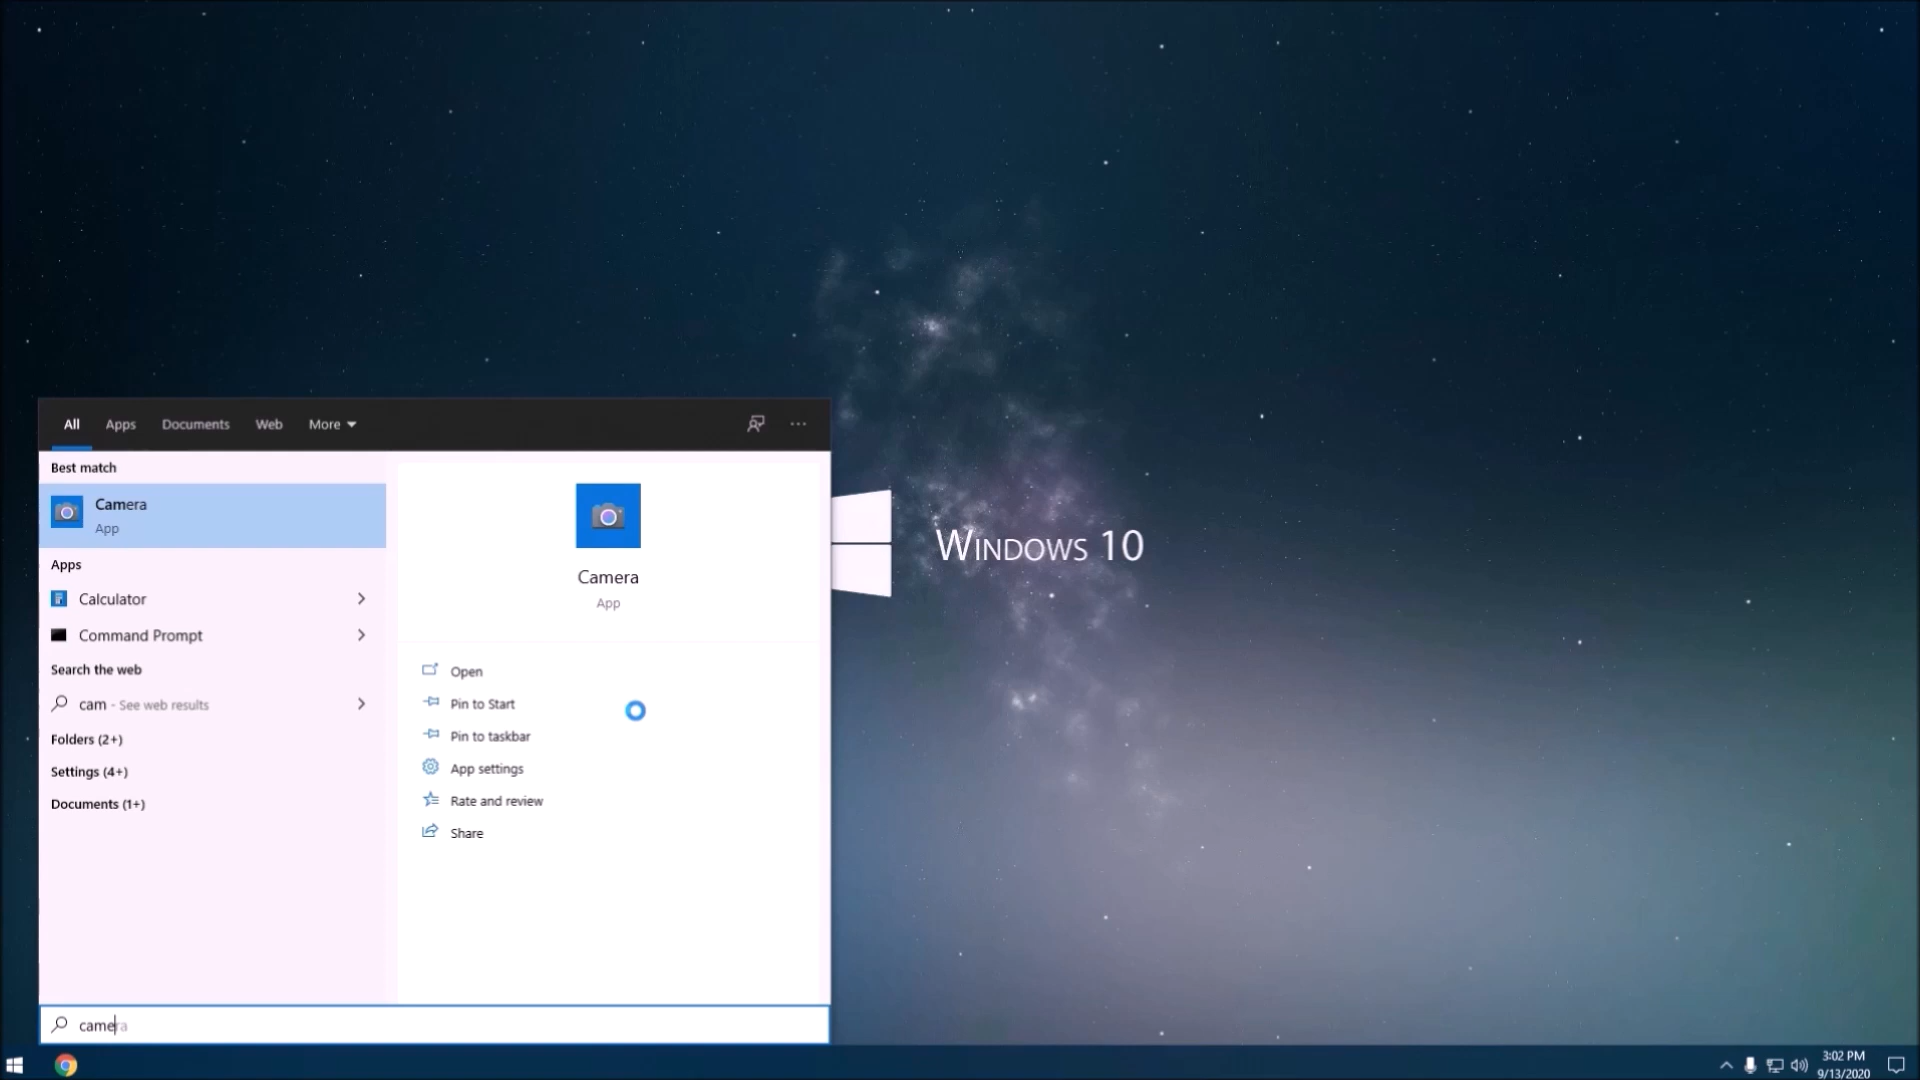 All Apps Documents Web More
Best match
Camera
App
Apps
Calculator
Command Prompt
Search the web
cam - See web results
Folders (2+)
Settings (4+)
Documents (1+)
Camera
App
Open
Pin to Start
Pin to taskbar
App settings
Rate and review
Share
camera
Windows 10
3:02 PM
9/13/2020